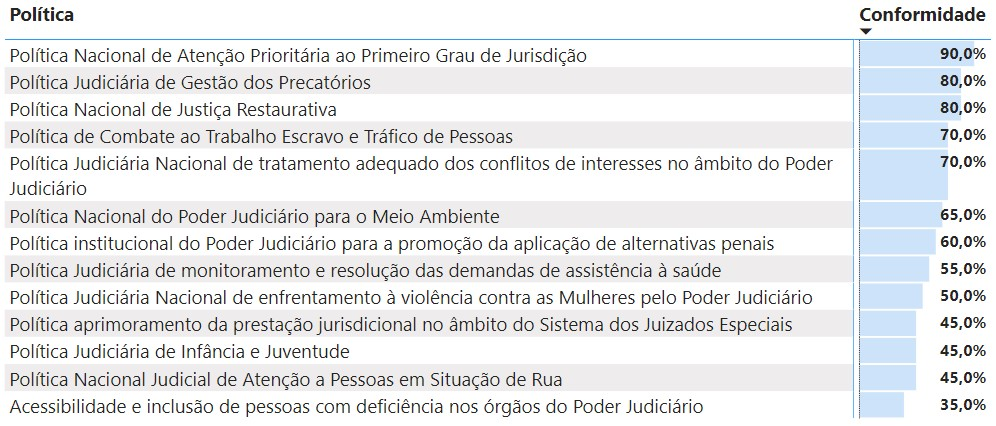 Política Conformidade
Política Nacional de Atenção Prioritária ao Primeiro Grau de Jurisdição 90,0%
Política Judiciária de Gestão dos Precatórios 80,0%
Política Nacional de Justiça Restaurativa 80,0%
Política de Combate ao Trabalho Escravo e Tráfico de Pessoas 70,0%
Política Judiciária Nacional de tratamento adequado dos conflitos de interesses no âmbito do Poder 70,0%
Judiciário
Política Nacional do Poder Judiciário para o Meio Ambiente 65,0%
Política institucional do Poder Judiciário para a promoção da aplicação de alternativas penais 60,0%
Política Judiciária de monitoramento e resolução das demandas de assistência à saúde 55,0%
Política Judiciária Nacional de enfrentamento à violência contra as Mulheres pelo Poder Judiciário 50,0%
Política aprimoramento da prestação jurisdicional no âmbito do Sistema dos Juizados Especiais 45,0%
Política Judiciária de Infância e Juventude 45,0%
Política Nacional Judicial de Atenção a Pessoas em Situação de Rua 45,0%
Acessibilidade e inclusão de pessoas com deficiência nos órgãos do Poder Judiciário 35,0%